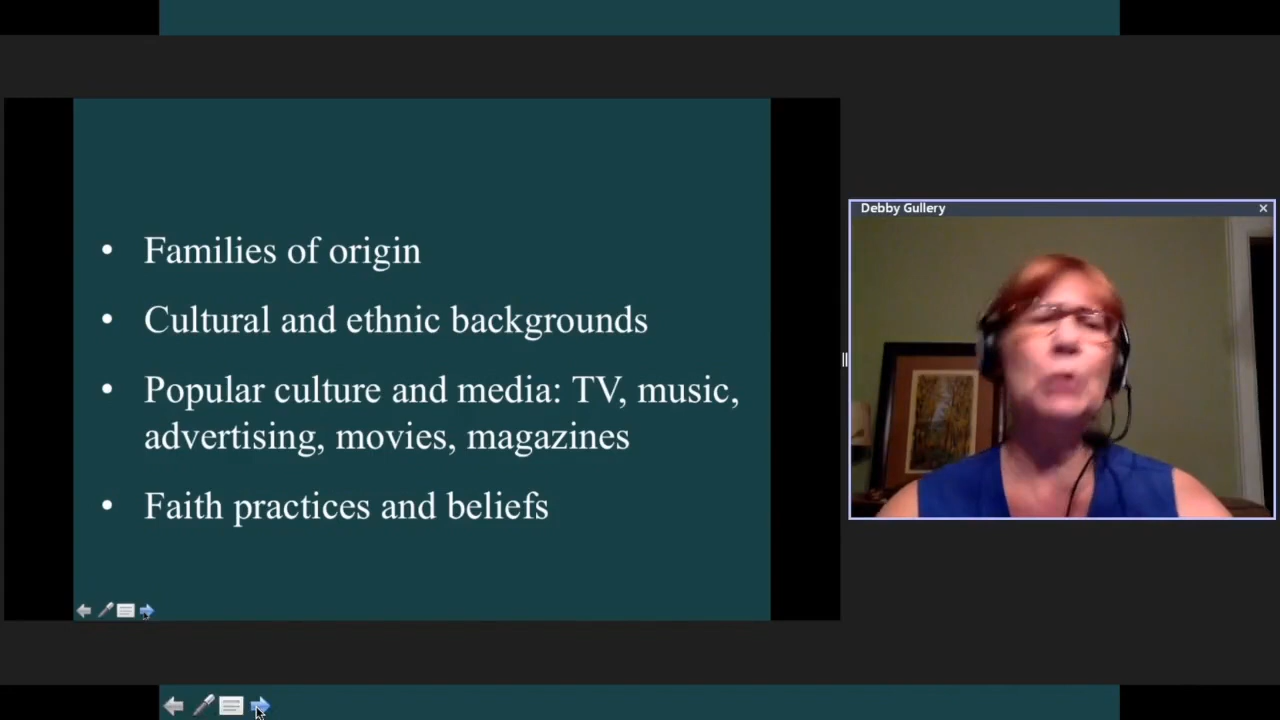 Debby Gullery
• Families of origin
• Cultural and ethnic backgrounds
• Popular culture and media: TV, music,
advertising, movies, magazines
• Faith practices and beliefs